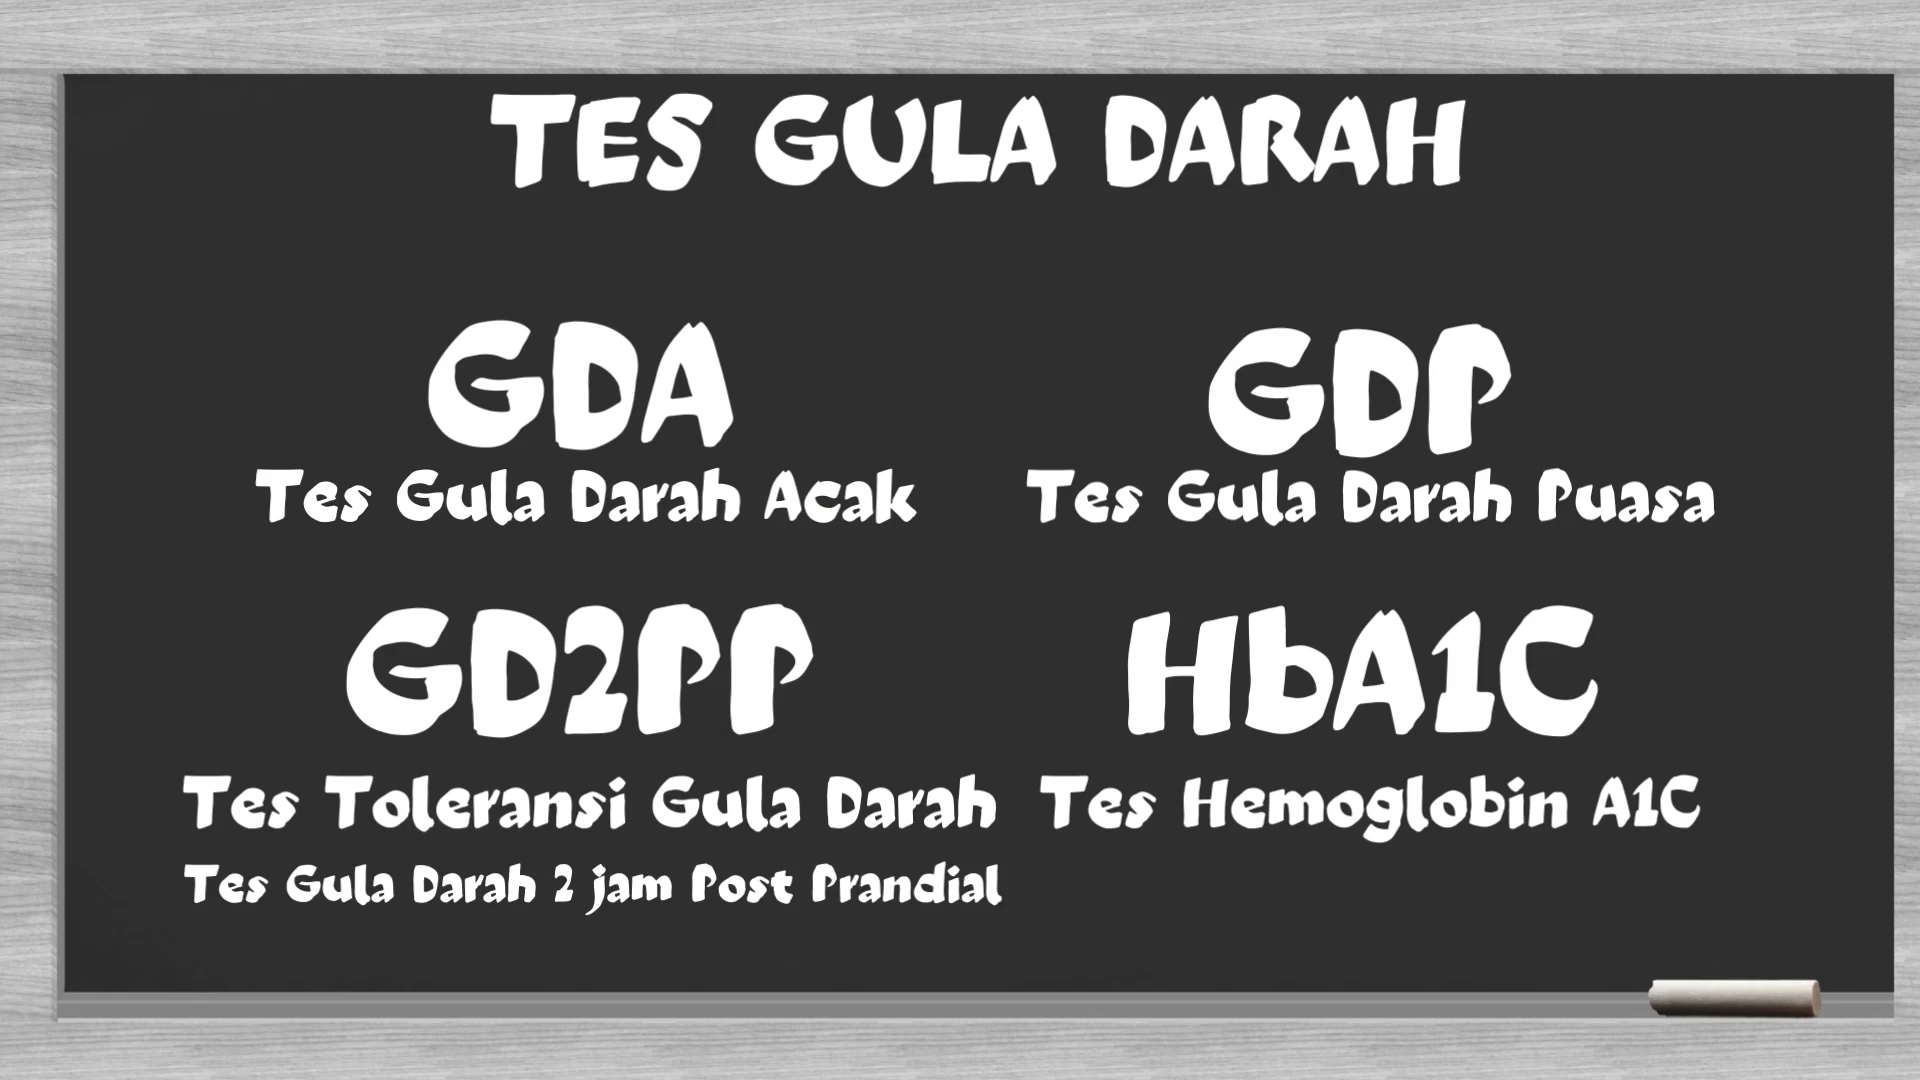 TES GULA DARAH
GDA
Tes Gula Darah Acak
GDP
Tes Gula Darah Puasa
GD2PP
Tes Toleransi Gula Darah
Tes Gula Darah 2 jam Post Prandial
HbA1C
Tes Hemoglobin A1C